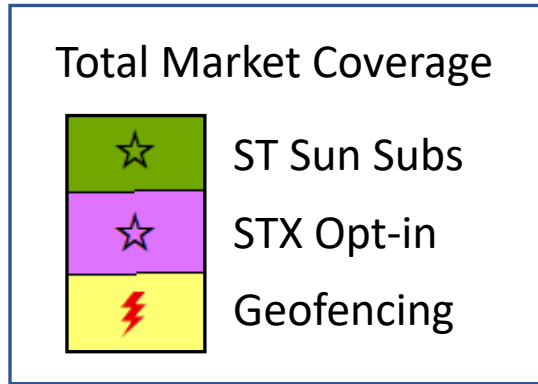 Total Market Coverage
ST Sun Subs
STX Opt-in
Geofencing